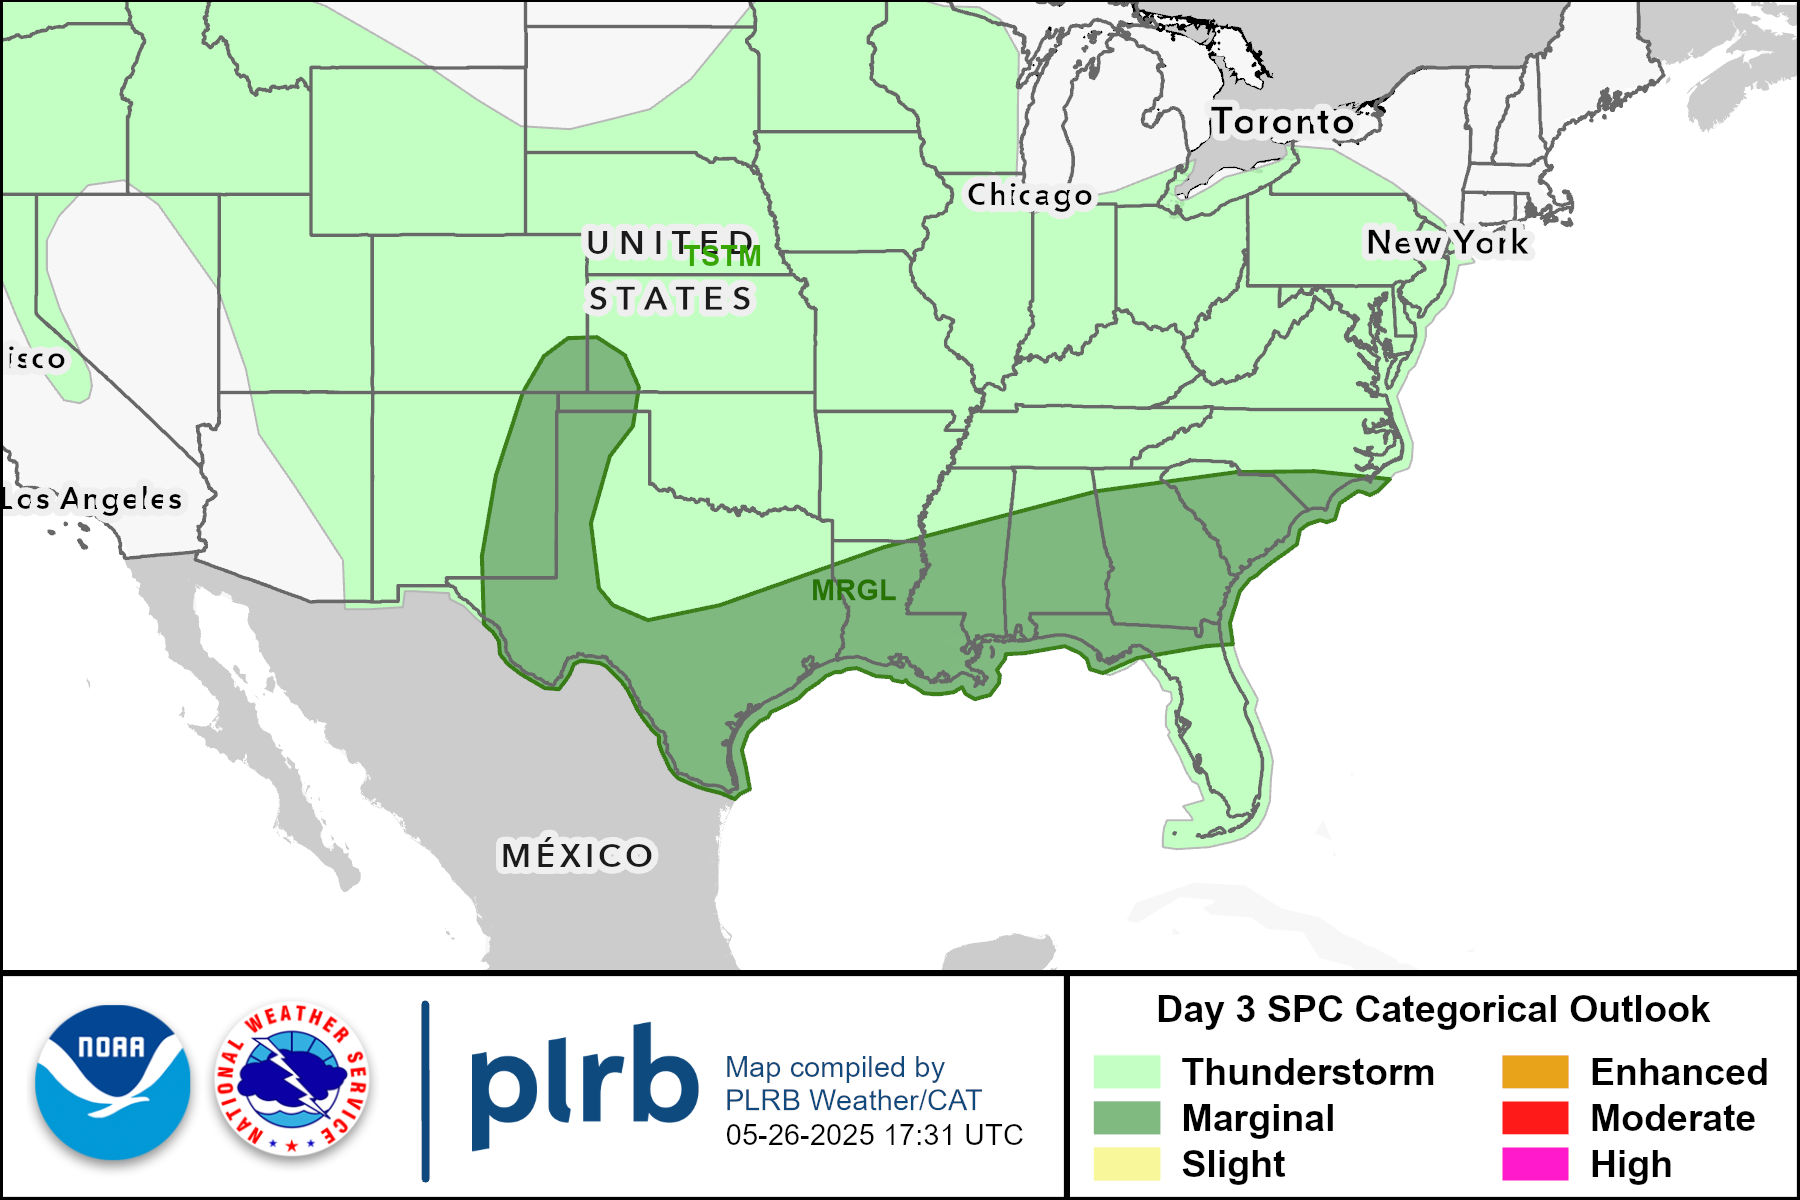 Toronto
Chicago
New York
UNITED
TSTM
STATES
isco
Los Angeles
MRGL
MÉXICO
NOAA
NATIONAL WEATHER SERVICE
plrb
Map compiled by
PLRB Weather/CAT
05-26-2025 17:31 UTC
Day 3 SPC Categorical Outlook
Thunderstorm
Enhanced
Marginal
Moderate
Slight
High